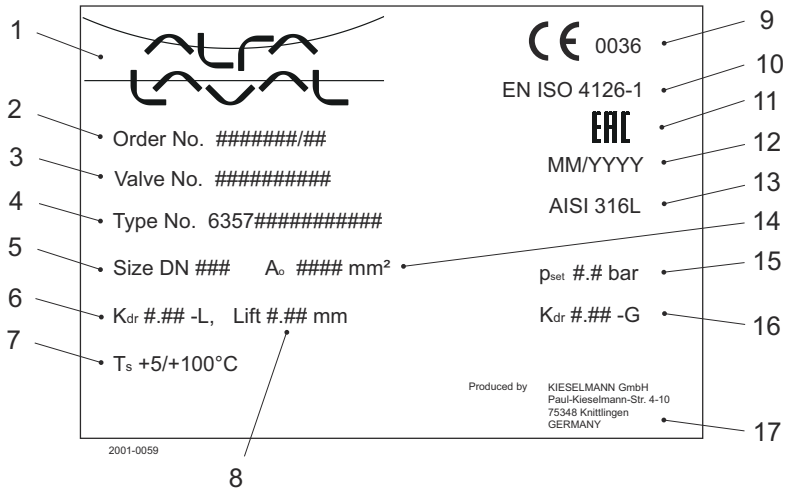 1
ALFA
LAVAL
2
Order No. #######/##
3
Valve No. ##########
4
Type No. 6357###########
5
Size DN ###
Aₒ #### mm²
6
Kdr #.## -L, Lift #.## mm
7
Ts +5/+100°C
8
2001-0059
CE 0036
9
EN ISO 4126-1
10
EAC
11
MM/YYYY
12
AISI 316L
13
14
pset #.# bar
15
Kdr #.## -G
16
Produced by
KIESELMANN GmbH
Paul-Kieselmann-Str. 4-10
75348 Knittlingen
GERMANY
17